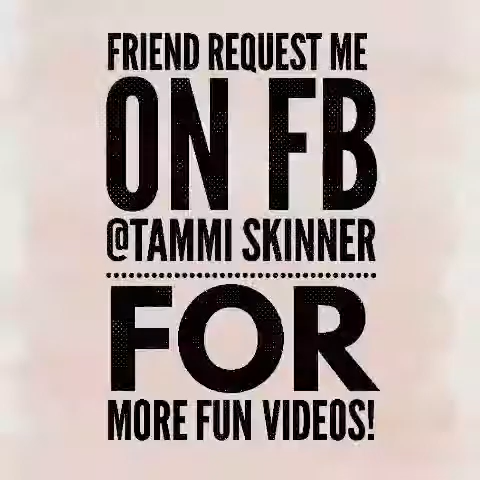 FRIEND REQUEST ME
ON FB
@TAMMI SKINNER
FOR
MORE FUN VIDEOS!